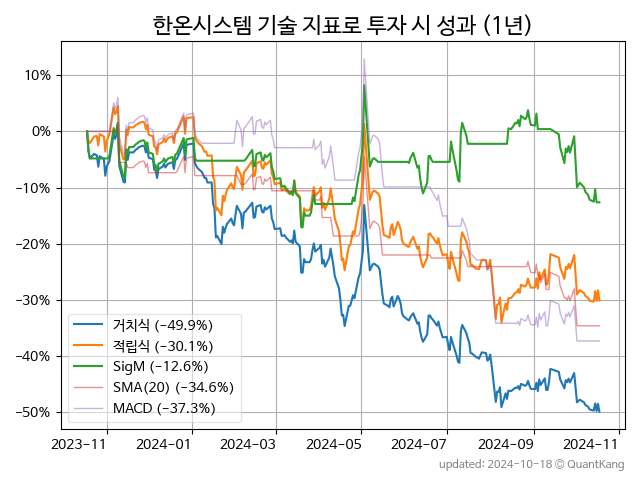 한온시스템 기술 지표로 투자 시 성과 (1년)
10%
0%
−10%
−20%
−30%
−40%
−50%
거치식 (−49.9%)
적립식 (−30.1%)
SigM (−12.6%)
SMA(20) (−34.6%)
MACD (−37.3%)
2023-11 2024-01 2024-03 2024-05 2024-07 2024-09 2024-11
updated: 2024-10-18 © QuantKang